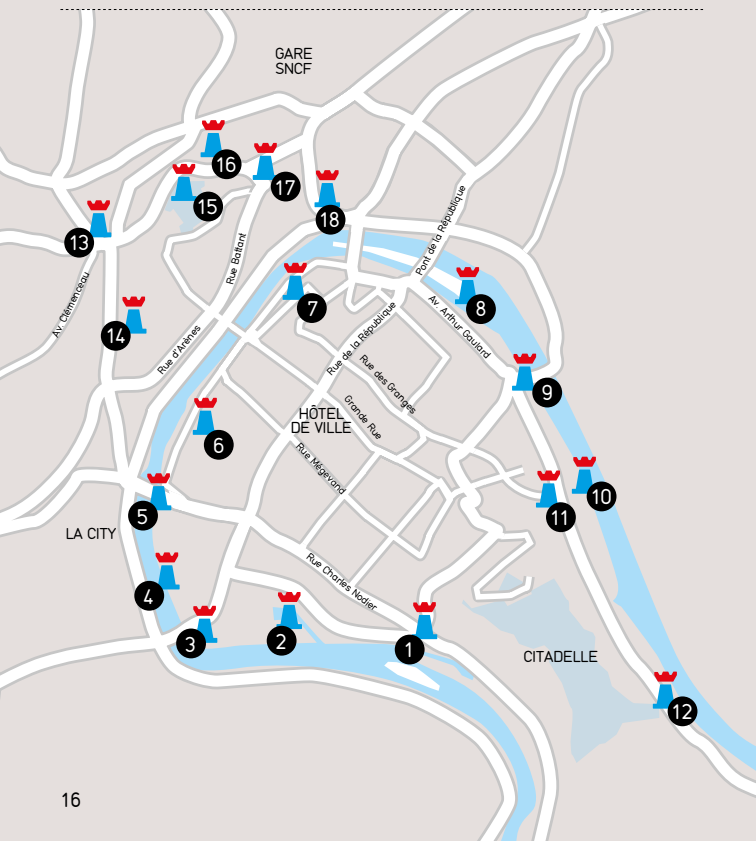 GARE
SNCF
16
17
15
18
13
Rue Battant
Pont de la République
Av. Clémenceau
7
8
14
Rue d'Arènes
Rue de la République
Av. Arthur Gaulard
Rue des Granges
9
Grande Rue
HÔTEL
DE VILLE
6
Rue Mégevand
10
5
11
LA CITY
4
Rue Charles Nodier
3
2
1
CITADELLE
12
16